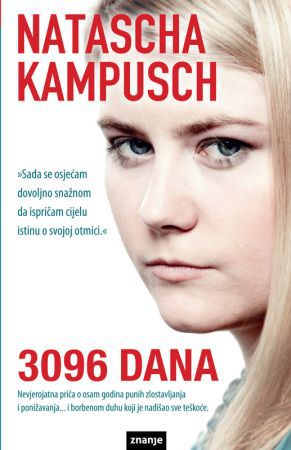 NATASCHA
KAMPUSCH
»Sada se osjećam
dovoljno snažnom
da ispričam cijelu
istinu o svojoj otmici.«
3096 DANA
Nevjerojatna priča o osam godina punih zlostavljanja
i ponižavanja... i borbenom duhu koji je nadišao sve teškoće.
znanje